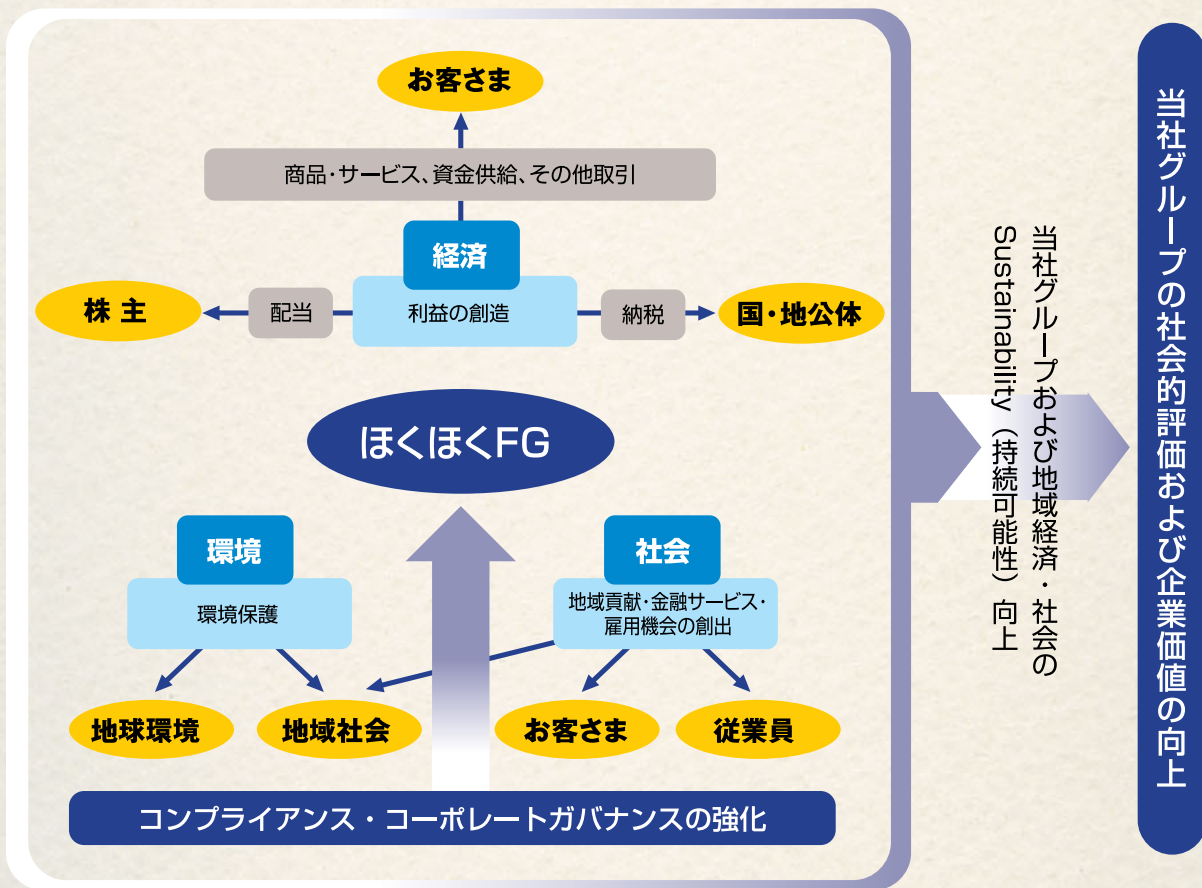 お客さま
商品・サービス、資金供給、その他取引
経済
利益の創造
株 主
配当
納税
国・地公体
ほくほくFG
環境
環境保護
社会
地域貢献・金融サービス・
雇用機会の創出
地球環境
地域社会
お客さま
従業員
コンプライアンス・コーポレートガバナンスの強化
当社グループおよび地域経済・社会の
Sustainability（持続可能性）向上
当社グループの社会的評価および企業価値の向上